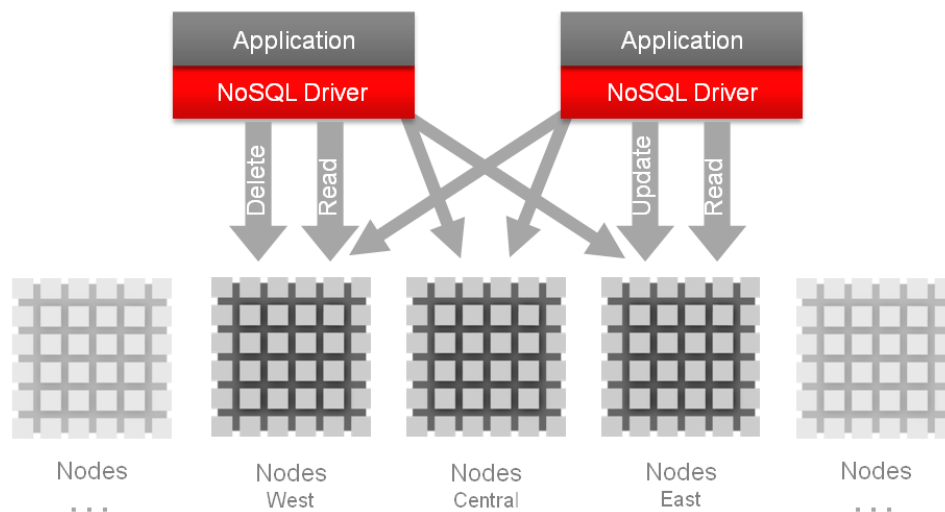 Application
NoSQL Driver
Application
NoSQL Driver
Delete
Read
Update
Read
Nodes
...
Nodes
West
Nodes
Central
Nodes
East
Nodes
...